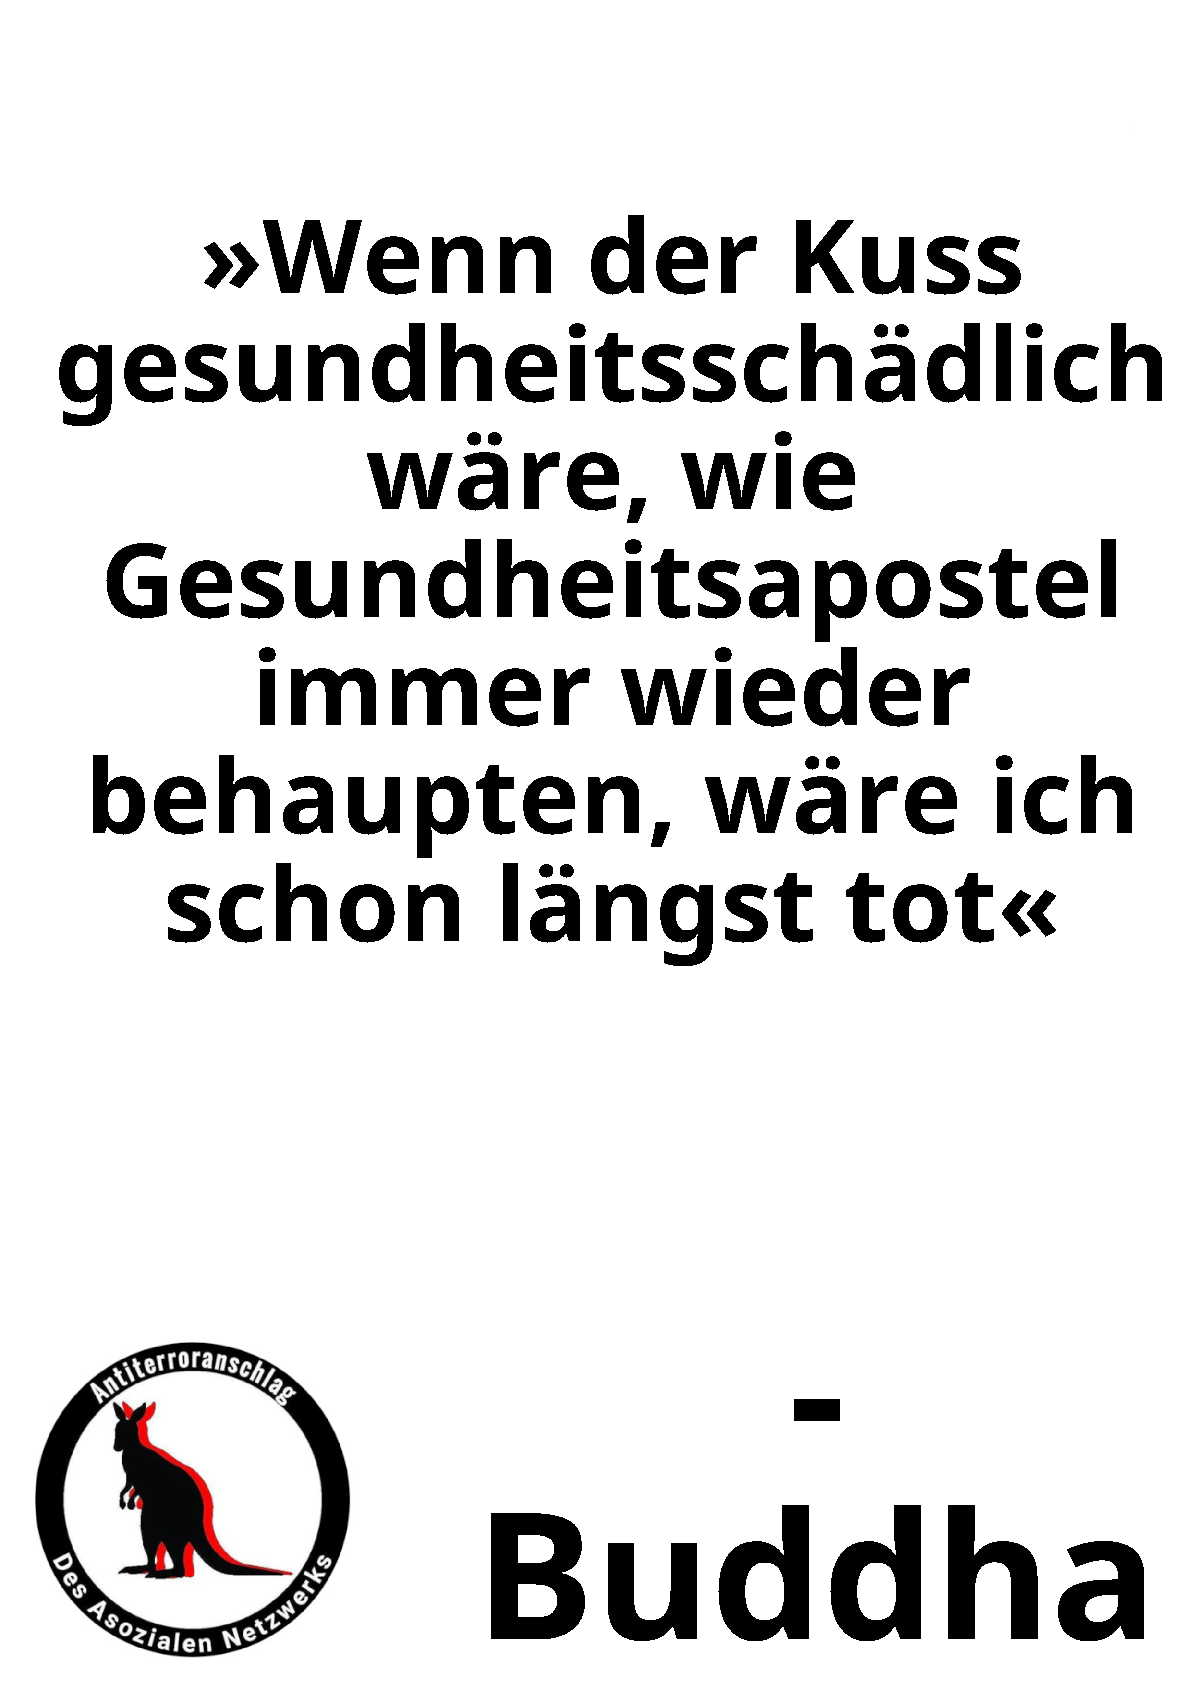 »Wenn der Kuss
gesundheitsschädlich
wäre, wie
Gesundheitsapostel
immer wieder
behaupten, wäre ich
schon längst tot«
-
Buddha
Antiterroranschlag
Des Asozialen Netzwerks